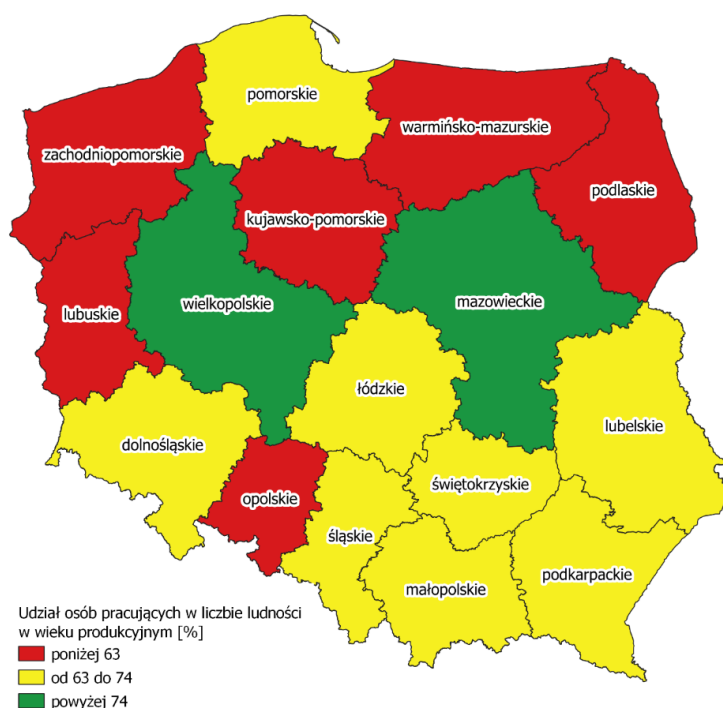 pomorskie
warmińsko-mazurskie
zachodniopomorskie
podlaskie
kujawsko-pomorskie
wielkopolskie
mazowieckie
lubuskie
łódzkie
lubelskie
dolnośląskie
świętokrzyskie
opolskie
śląskie
podkarpackie
małopolskie
Udział osób pracujących w liczbie ludności
w wieku produkcyjnym [%]
poniżej 63
od 63 do 74
powyżej 74